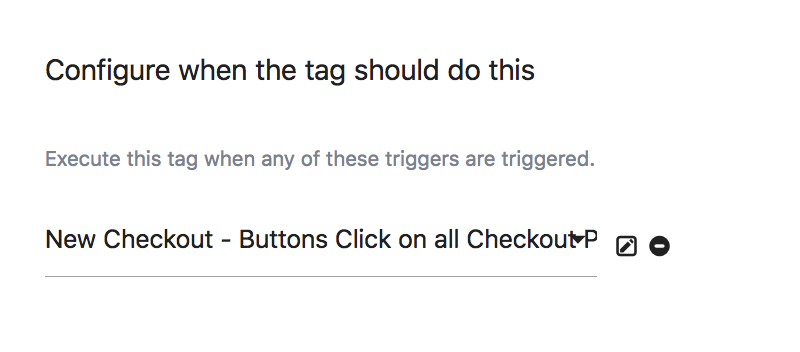 Configure when the tag should do this
Execute this tag when any of these triggers are triggered.
New Checkout - Buttons Click on all Checkout P